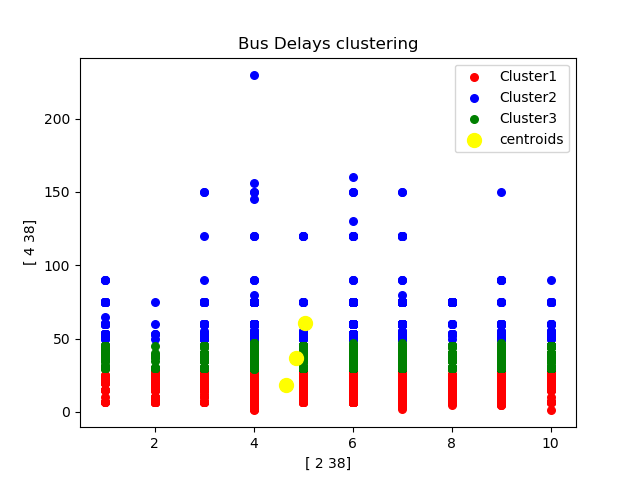 Bus Delays clustering
Cluster1
Cluster2
Cluster3
centroids
200
150
100
50
0
[ 4 38]
2
4
6
8
10
[ 2 38]